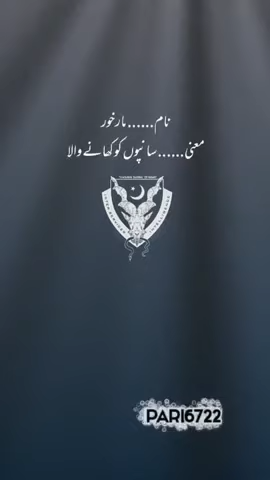 نام......مارخور
معنی......سانپوں کو کھانے والا
PARI6722